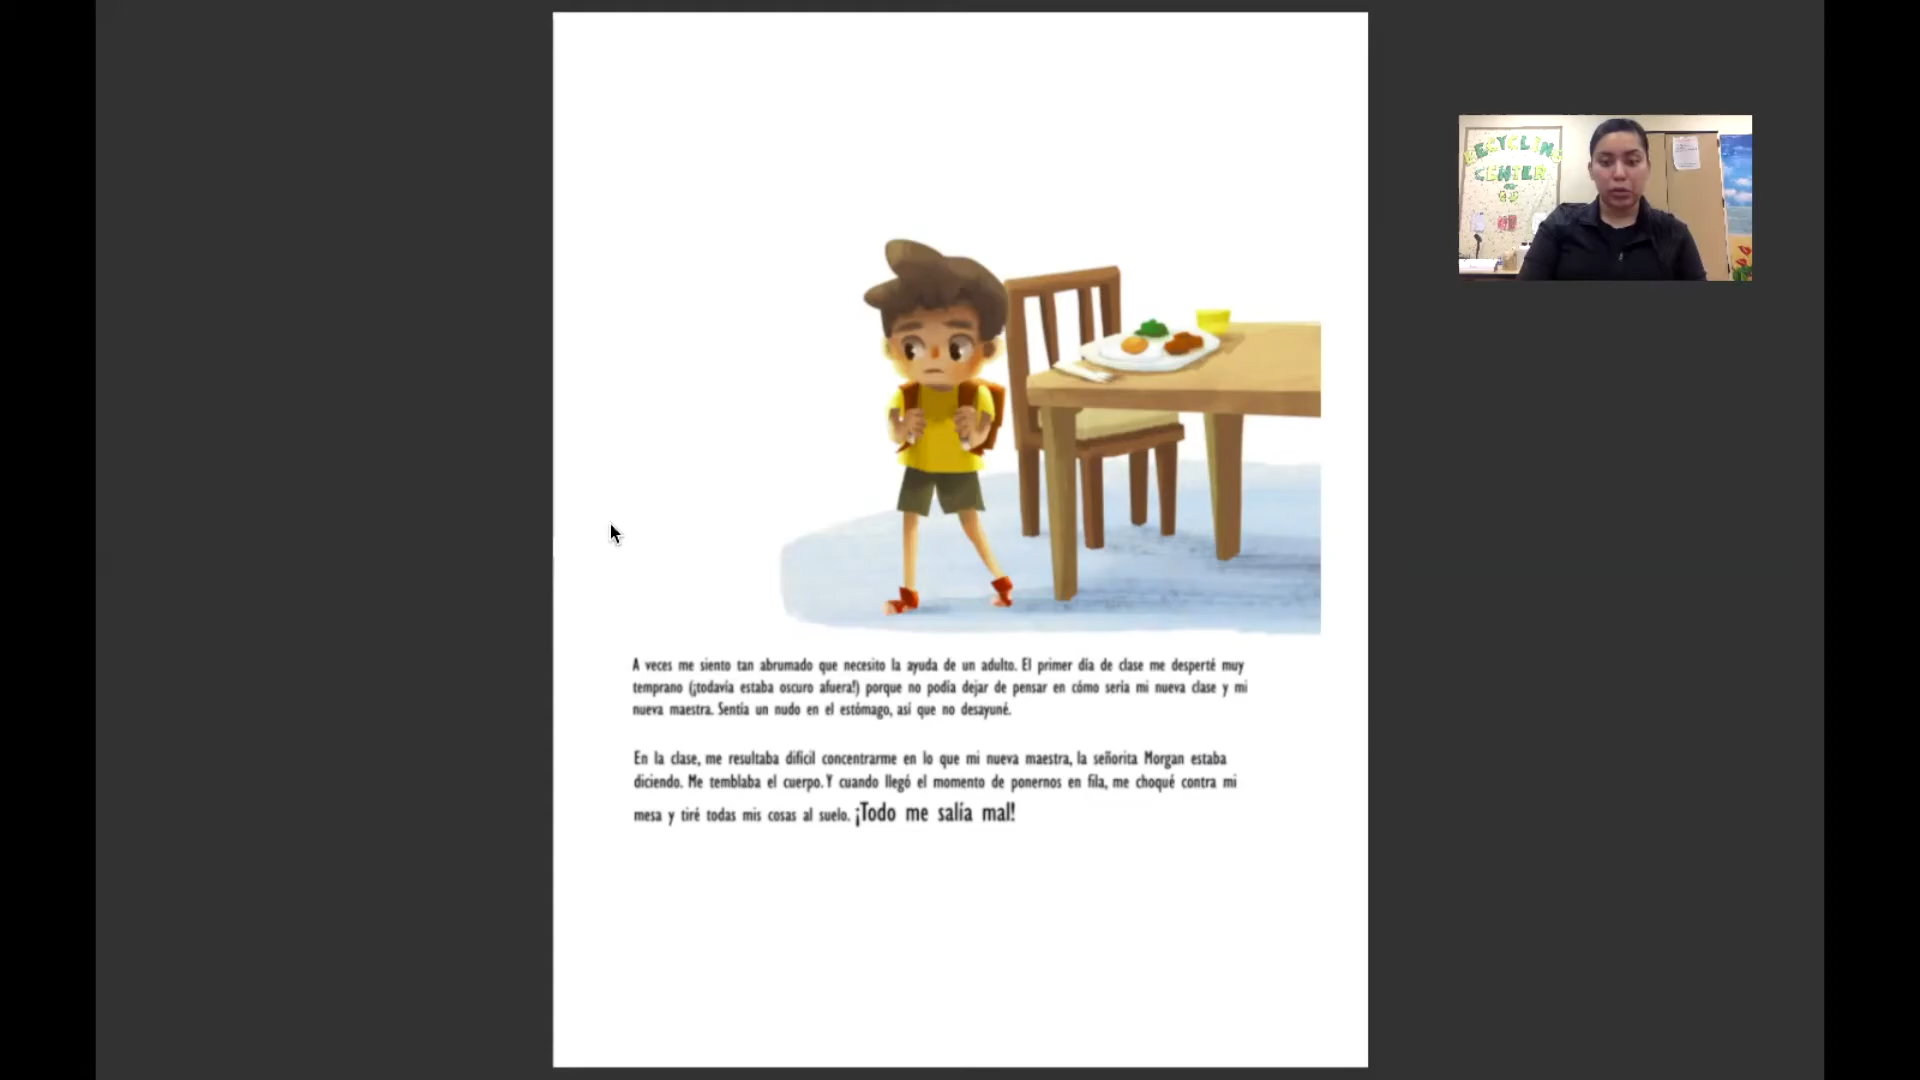 A veces me siento tan abrumado que necesito la ayuda de un adulto. El primer día de clase me desperté muy
temprano (¡todavía estaba oscuro afuera!) porque no podía dejar de pensar en cómo sería mi nueva clase y mi
nueva maestra. Sentía un nudo en el estómago, así que no desayuné.
En la clase, me resultaba difícil concentrarme en lo que mi nueva maestra, la señorita Morgan estaba
diciendo. Me temblaba el cuerpo. Y cuando llegó el momento de ponernos en fila, me choqué contra mi
mesa y tiré todas mis cosas al suelo. ¡Todo me salía mal!
RECYCLING
CENTER